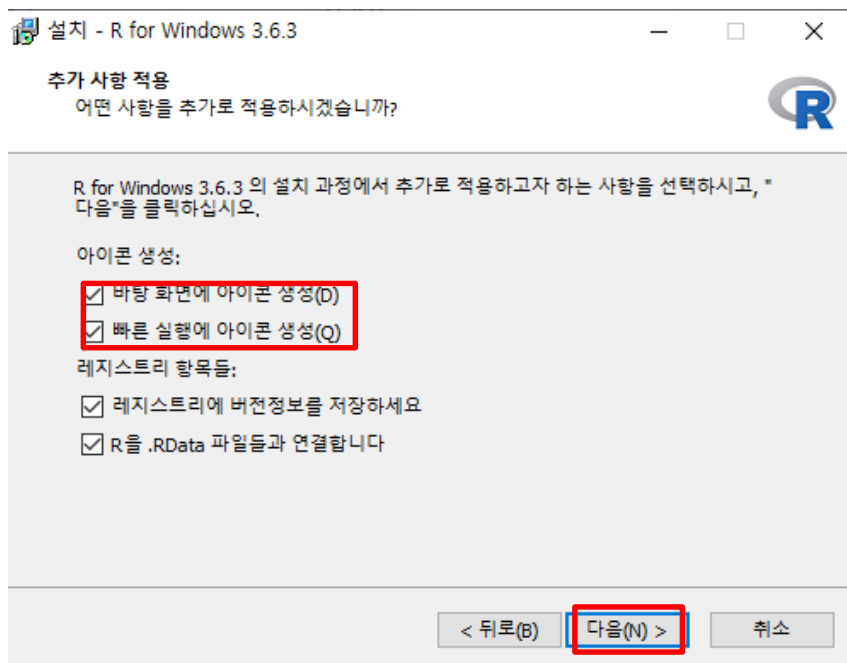 설치 - R for Windows 3.6.3
추가 사항 적용
어떤 사항을 추가로 적용하시겠습니까?
R
R for Windows 3.6.3 의 설치 과정에서 추가로 적용하고자 하는 사항을 선택하시고, "
다음"을 클릭하십시오.
아이콘 생성:
바탕 화면에 아이콘 생성(D)
빠른 실행에 아이콘 생성(Q)
레지스트리 항목들:
레지스트리에 버전정보를 저장하세요
R을 .RData 파일들과 연결합니다
< 뒤로(B) 다음(N) > 취소